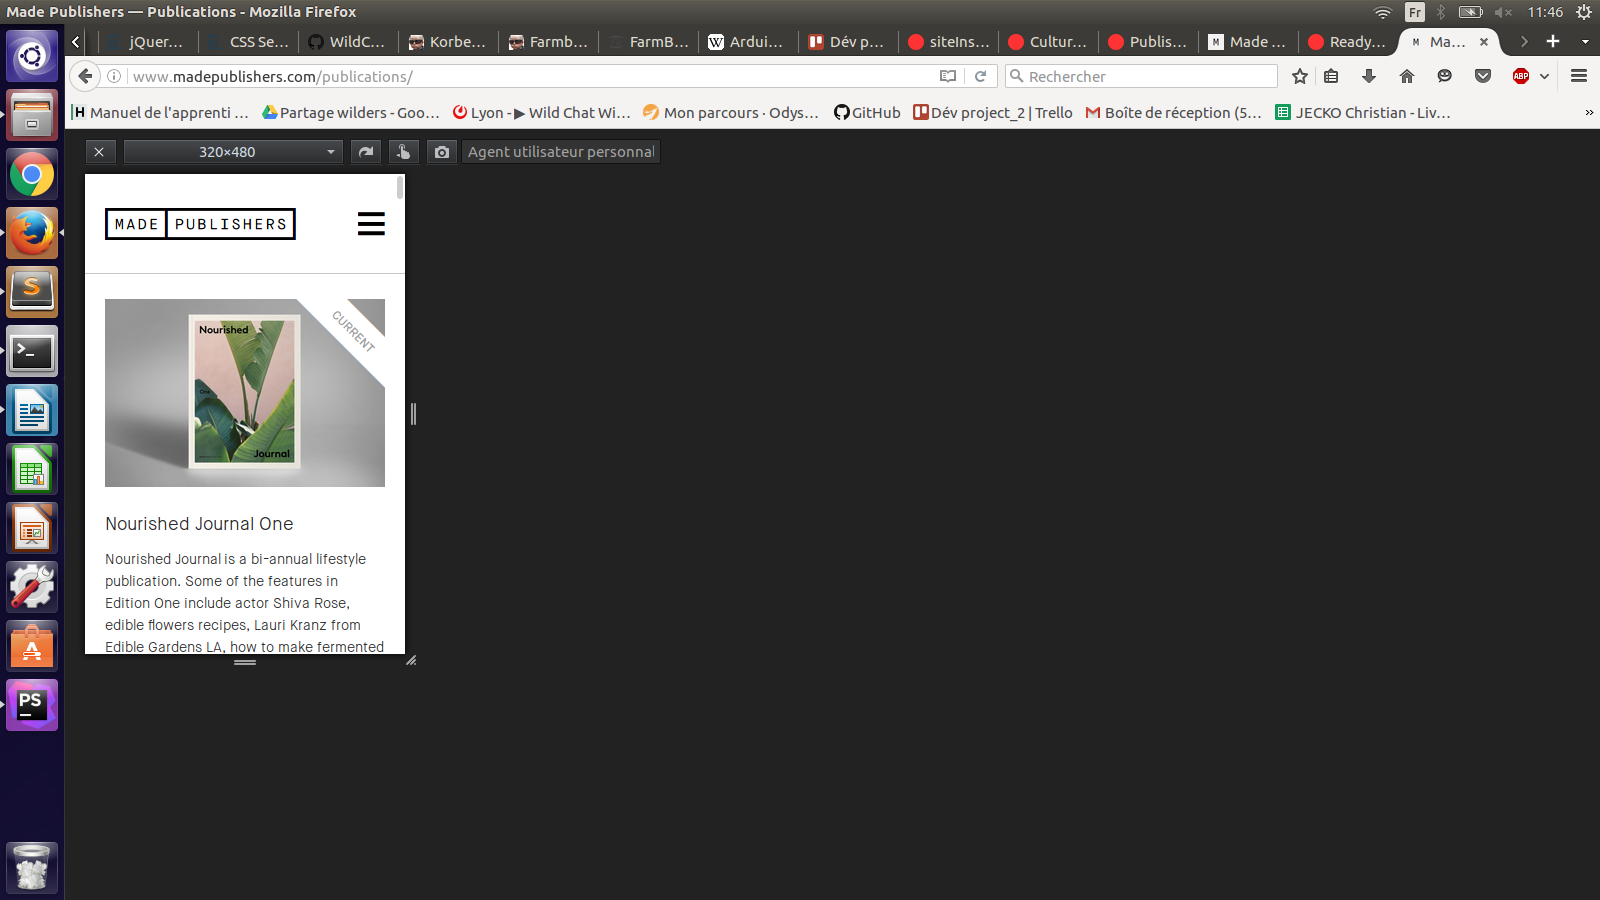 Made Publishers — Publications - Mozilla Firefox
Fr
11:46
jQuer...
CSS Se...
WildC...
Korbe...
Farmb...
FarmB...
W
Ardui...
Dév p...
siteIns...
Cultur...
Publis...
M
Made ...
Ready...
M
Ma...
www.madepublishers.com/publications/
Rechercher
ABP
H
Manuel de l'apprenti ...
Partage wilders - Goo...
Lyon - ▶ Wild Chat Wi...
Mon parcours · Odys...
GitHub
Dév project_2 | Trello
Boîte de réception (5...
JECKO Christian - Liv...
320×480
Agent utilisateur personnal
MADE PUBLISHERS
CURRENT
Nourished
One
Journal
Nourished Journal One
Nourished Journal is a bi-annual lifestyle
publication. Some of the features in
Edition One include actor Shiva Rose,
edible flowers recipes, Lauri Kranz from
Edible Gardens LA, how to make fermented
S
>_
A
PS